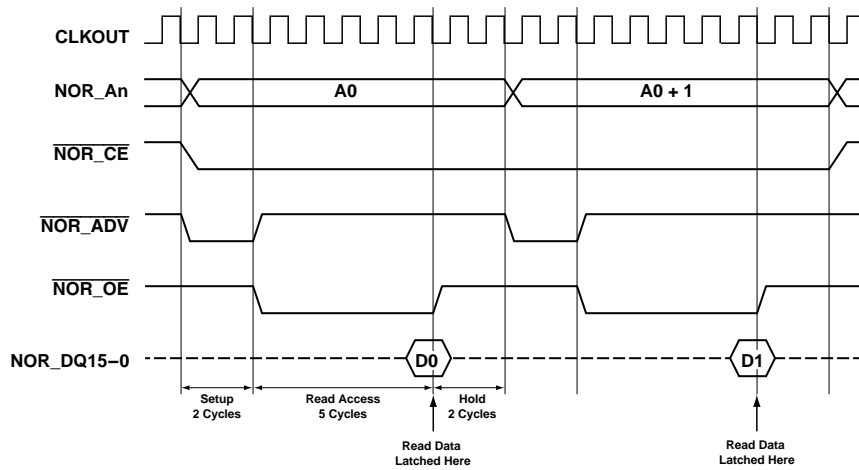 CLKOUT
NOR_An
A0
A0 + 1
NOR_CE
NOR_ADV
NOR_OE
NOR_DQ15–0
D0
D1
Setup
2 Cycles
Read Access
5 Cycles
Hold
2 Cycles
Read Data
Latched Here
Read Data
Latched Here